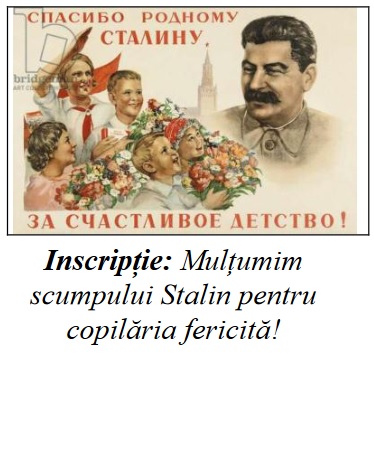 СПАСИБО РОДНОМУ
СТАЛИНУ,
ЗА СЧАСТЛИВОЕ ДЕТСТВО!
Inscripție: Mulțumim
scumpului Stalin pentru
copilăria fericită!